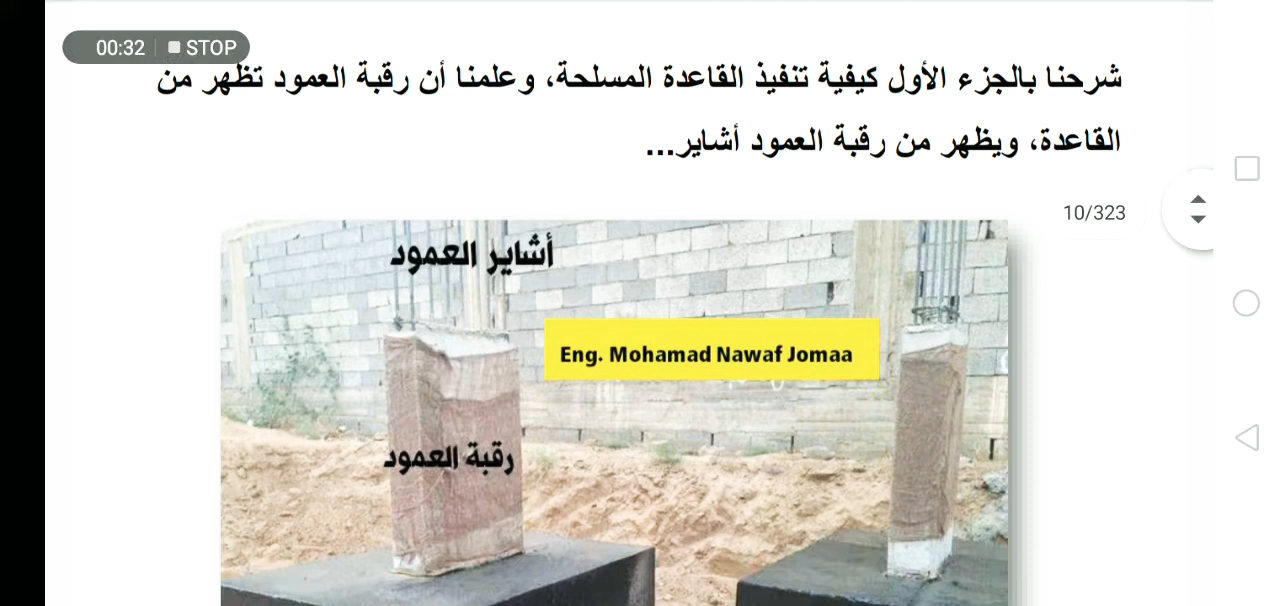 00:32 STOP
شرحنا بالجزء الأول كيفية تنفيذ القاعدة المسلحة، وعلمنا أن رقبة العمود تظهر من
القاعدة، ويظهر من رقبة العمود أشاير...
10/323
أشاير العمود
Eng. Mohamad Nawaf Jomaa
رقبة العمود